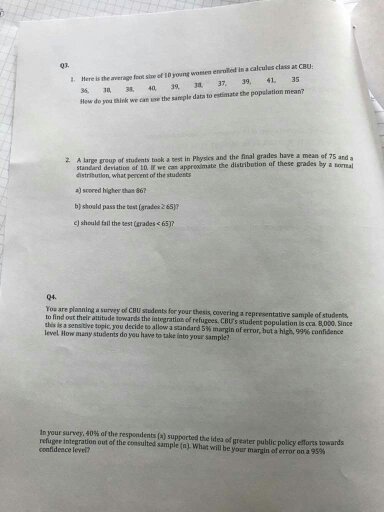 Q3.
1. Here is the average foot size of 10 young women enrolled in a calculus class at CBU:
36, 38, 38, 40, 39, 38, 37, 39, 41, 35
How do you think we can use the sample data to estimate the population mean?
2. A large group of students took a test in Physics and the final grades have a mean of 75 and a
standard deviation of 10. If we can approximate the distribution of these grades by a normal
distribution, what percent of the students
a) scored higher than 86?
b) should pass the test (grades ≥ 65)?
c) should fail the test (grades < 65)?
Q4.
You are planning a survey of CBU students for your thesis, covering a representative sample of students,
to find out their attitude towards the integration of refugees. CBU's student population is cca. 8,000. Since
this is a sensitive topic, you decide to allow a standard 5% margin of error, but a high, 99% confidence
level. How many students do you have to take into your sample?
In your survey, 40% of the respondents (x) supported the idea of greater public policy efforts towards
refugee integration out of the consulted sample (n). What will be your margin of error on a 95%
confidence level?